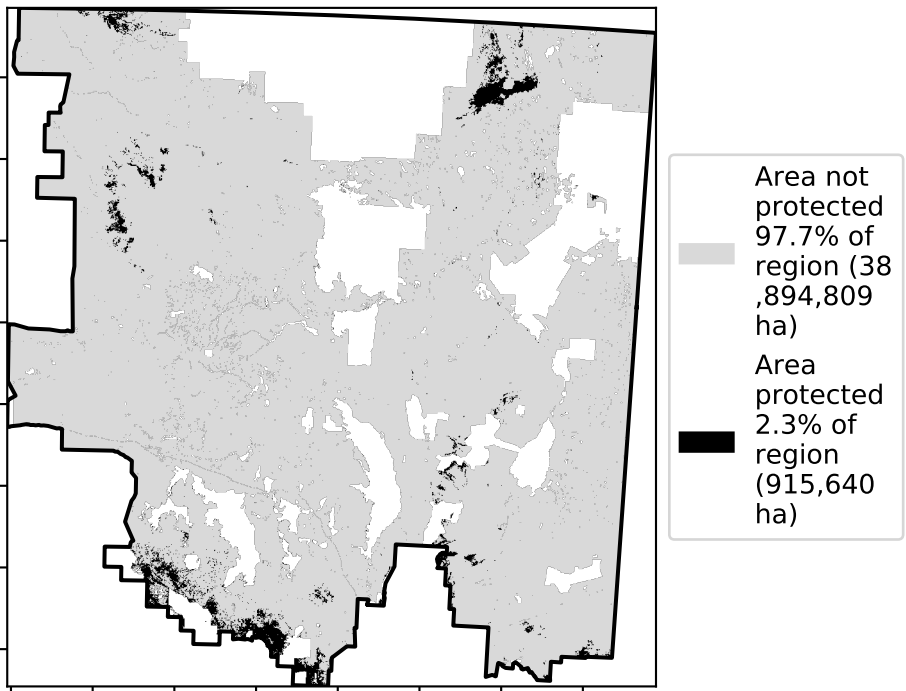 Area not
protected
97.7% of
region (38
,894,809
ha)
Area
protected
2.3% of
region
(915,640
ha)